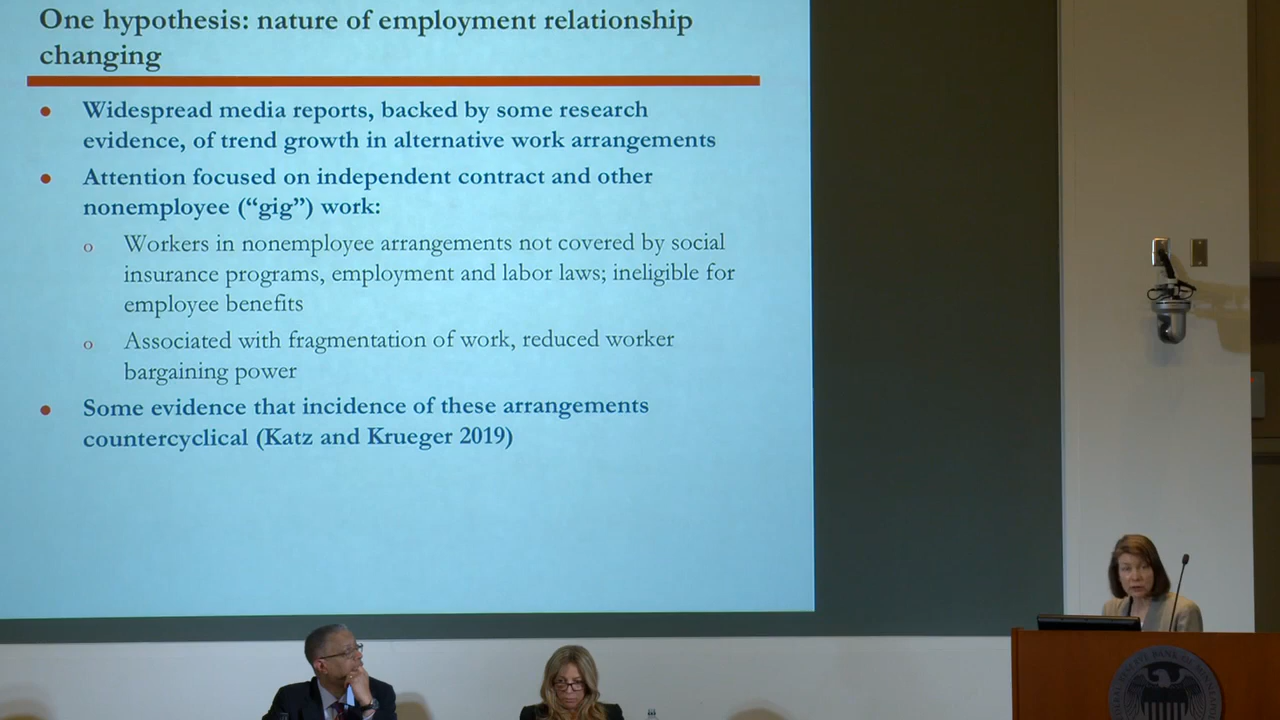 One hypothesis: nature of employment relationship
changing
• Widespread media reports, backed by some research
evidence, of trend growth in alternative work arrangements
• Attention focused on independent contract and other
nonemployee (“gig”) work:
o Workers in nonemployee arrangements not covered by social
insurance programs, employment and labor laws; ineligible for
employee benefits
o Associated with fragmentation of work, reduced worker
bargaining power
• Some evidence that incidence of these arrangements
countercyclical (Katz and Krueger 2019)
BANK OF